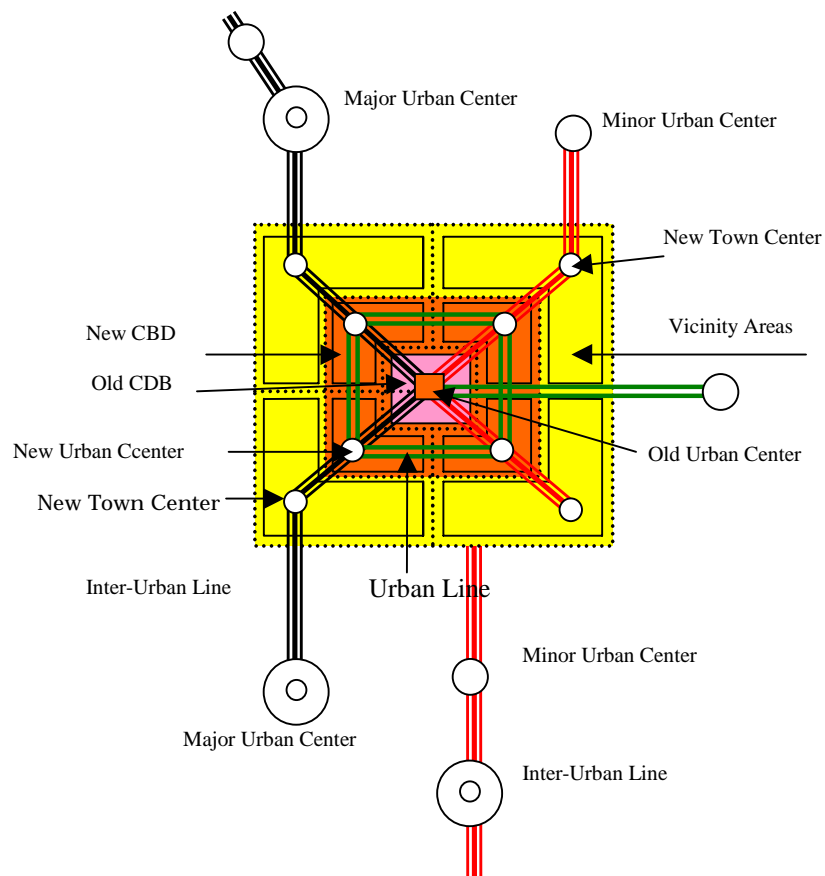 Major Urban Center
Minor Urban Center
New Town Center
New CBD
Vicinity Areas
Old CDB
New Urban Ccenter
Old Urban Center
New Town Center
Inter-Urban Line
Urban Line
Minor Urban Center
Major Urban Center
Inter-Urban Line